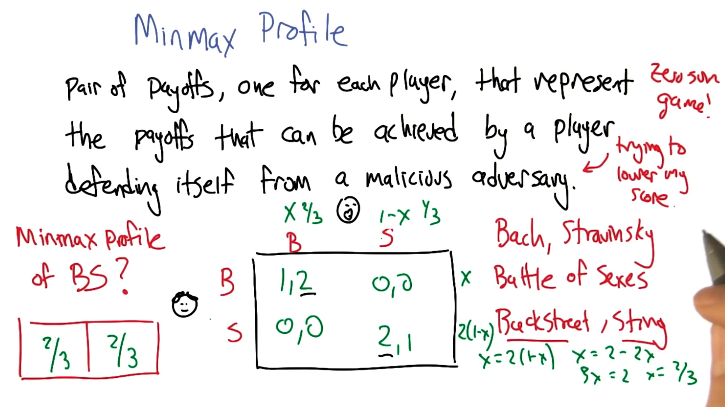 Minmax Profile
Pair of Payoffs, one for each player, that represent
the payoffs that can be achieved by a player
defending itself from a malicious adversary.
Zero sum
game!
trying to
lower my
score.
Minmax profile
of BS?
2/3 2/3
X 2/3 1-X 1/3
B S
B 1,2 0,0 X
S 0,0 2,1 2(1-x)
Bach, Stravinsky
Battle of Sexes
Backstreet, Sting
X=2(1-X) X=2-2X
3X=2 X=2/3